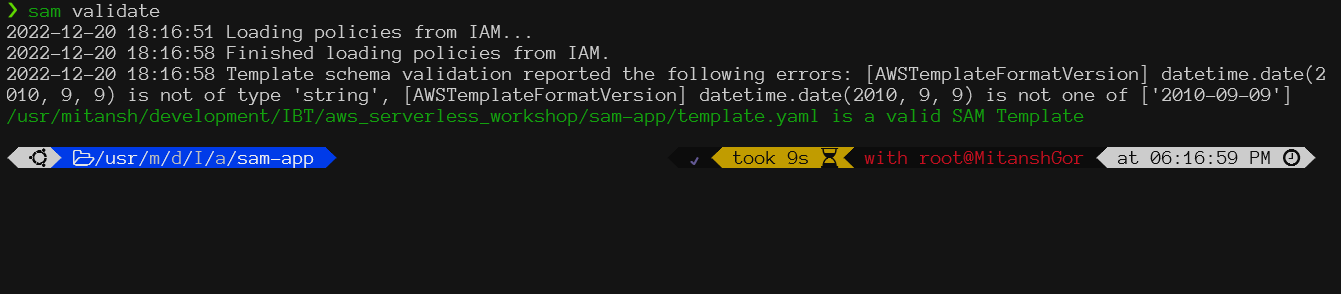 ❯ sam validate
2022-12-20 18:16:51 Loading policies from IAM...
2022-12-20 18:16:58 Finished loading policies from IAM.
2022-12-20 18:16:58 Template schema validation reported the following errors: [AWSTemplateFormatVersion] datetime.date(2
010, 9, 9) is not of type 'string', [AWSTemplateFormatVersion] datetime.date(2010, 9, 9) is not one of ['2010-09-09']
/usr/mitansh/development/IBT/aws_serverless_workshop/sam-app/template.yaml is a valid SAM Template
/usr/m/d/I/a/sam-app ✓ took 9s with root@MitanshGor at 06:16:59 PM